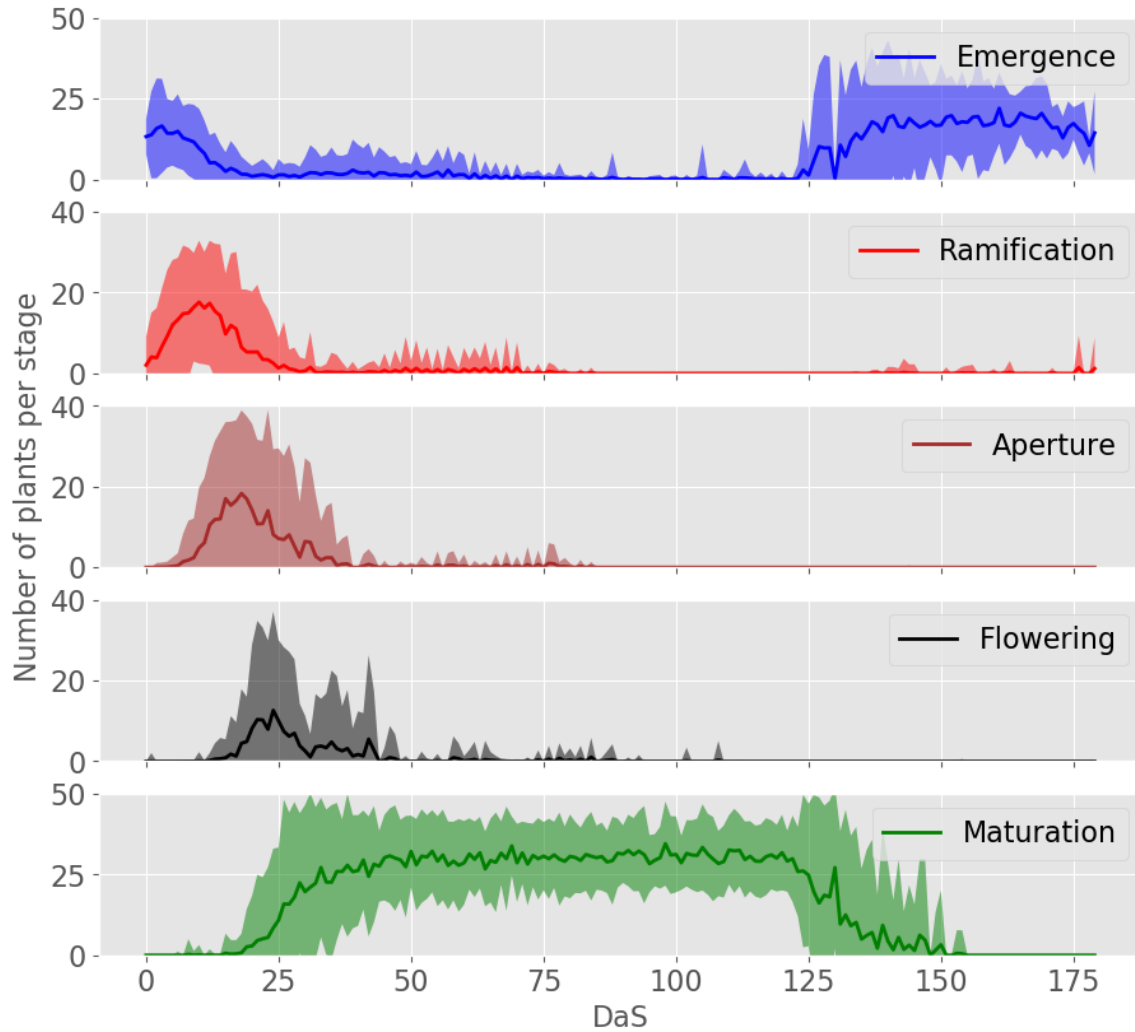 50
25
0
Emergence
40
20
0
Ramification
40
20
0
Aperture
40
20
0
Flowering
50
25
0
Maturation
0 25 50 75 100 125 150 175
DaS
Number of plants per stage